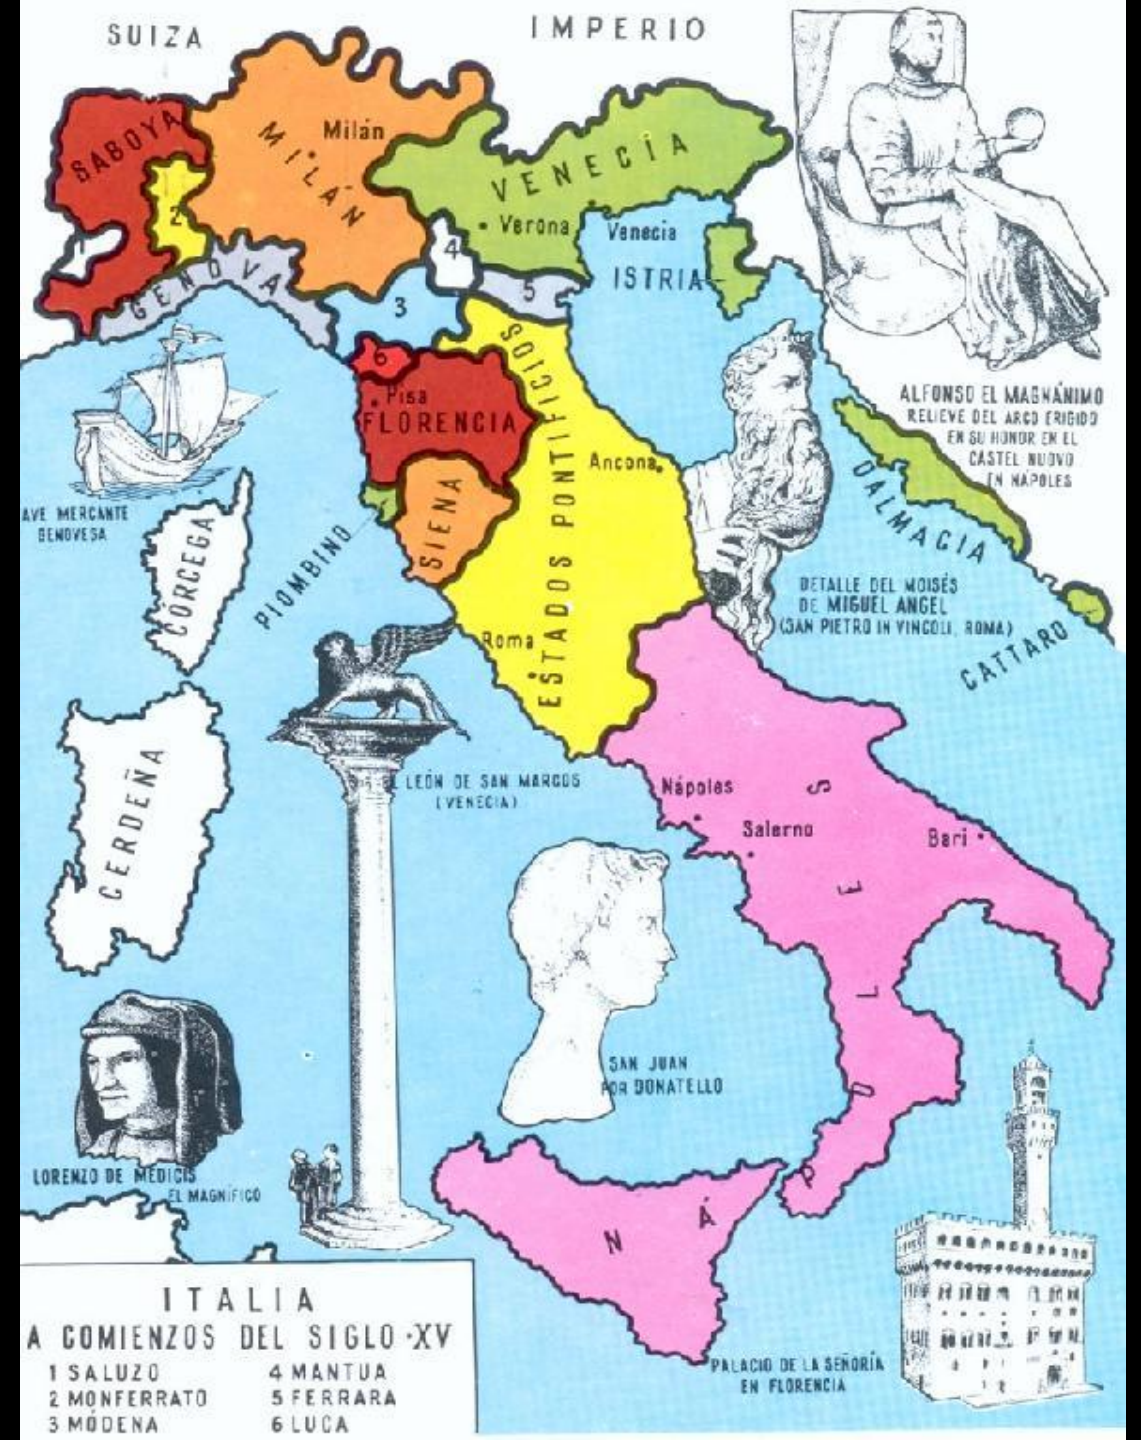 SUIZA
IMPERIO
SABOYA
MILÁN
Milán
VENECÍA
Verona
Venecia
ISTRIA
1
2
3
4
5
6
GENOVA
Pisa
FLORENCIA
SIENA
PIOMBINO
ESTADOS PONTIFICIOS
Ancona
Roma
CÓRCEGA
CERDEÑA
DALMACIA
CATTARO
NÁPOLES
Nápoles
Salerno
Bari
ALFONSO EL MAGNÁNIMO
RELIEVE DEL ARCO ERIGIDO
EN SU HONOR EN EL
CASTEL NUOVO
EN NÁPOLES
AVE MERCANTE
GENOVESA
DETALLE DEL MOISÉS
DE MIGUEL ANGEL
(SAN PIETRO IN VINCOLI, ROMA)
LEÓN DE SAN MARCOS
(VENECIA)
SAN JUAN
POR DONATELLO
LORENZO DE MÉDICIS
EL MAGNÍFICO
PALACIO DE LA SEÑORÍA
EN FLORENCIA
ITALIA
A COMIENZOS DEL SIGLO XV
1 SALUZO
2 MONFERRATO
3 MÓDENA
4 MANTUA
5 FERRARA
6 LUCA